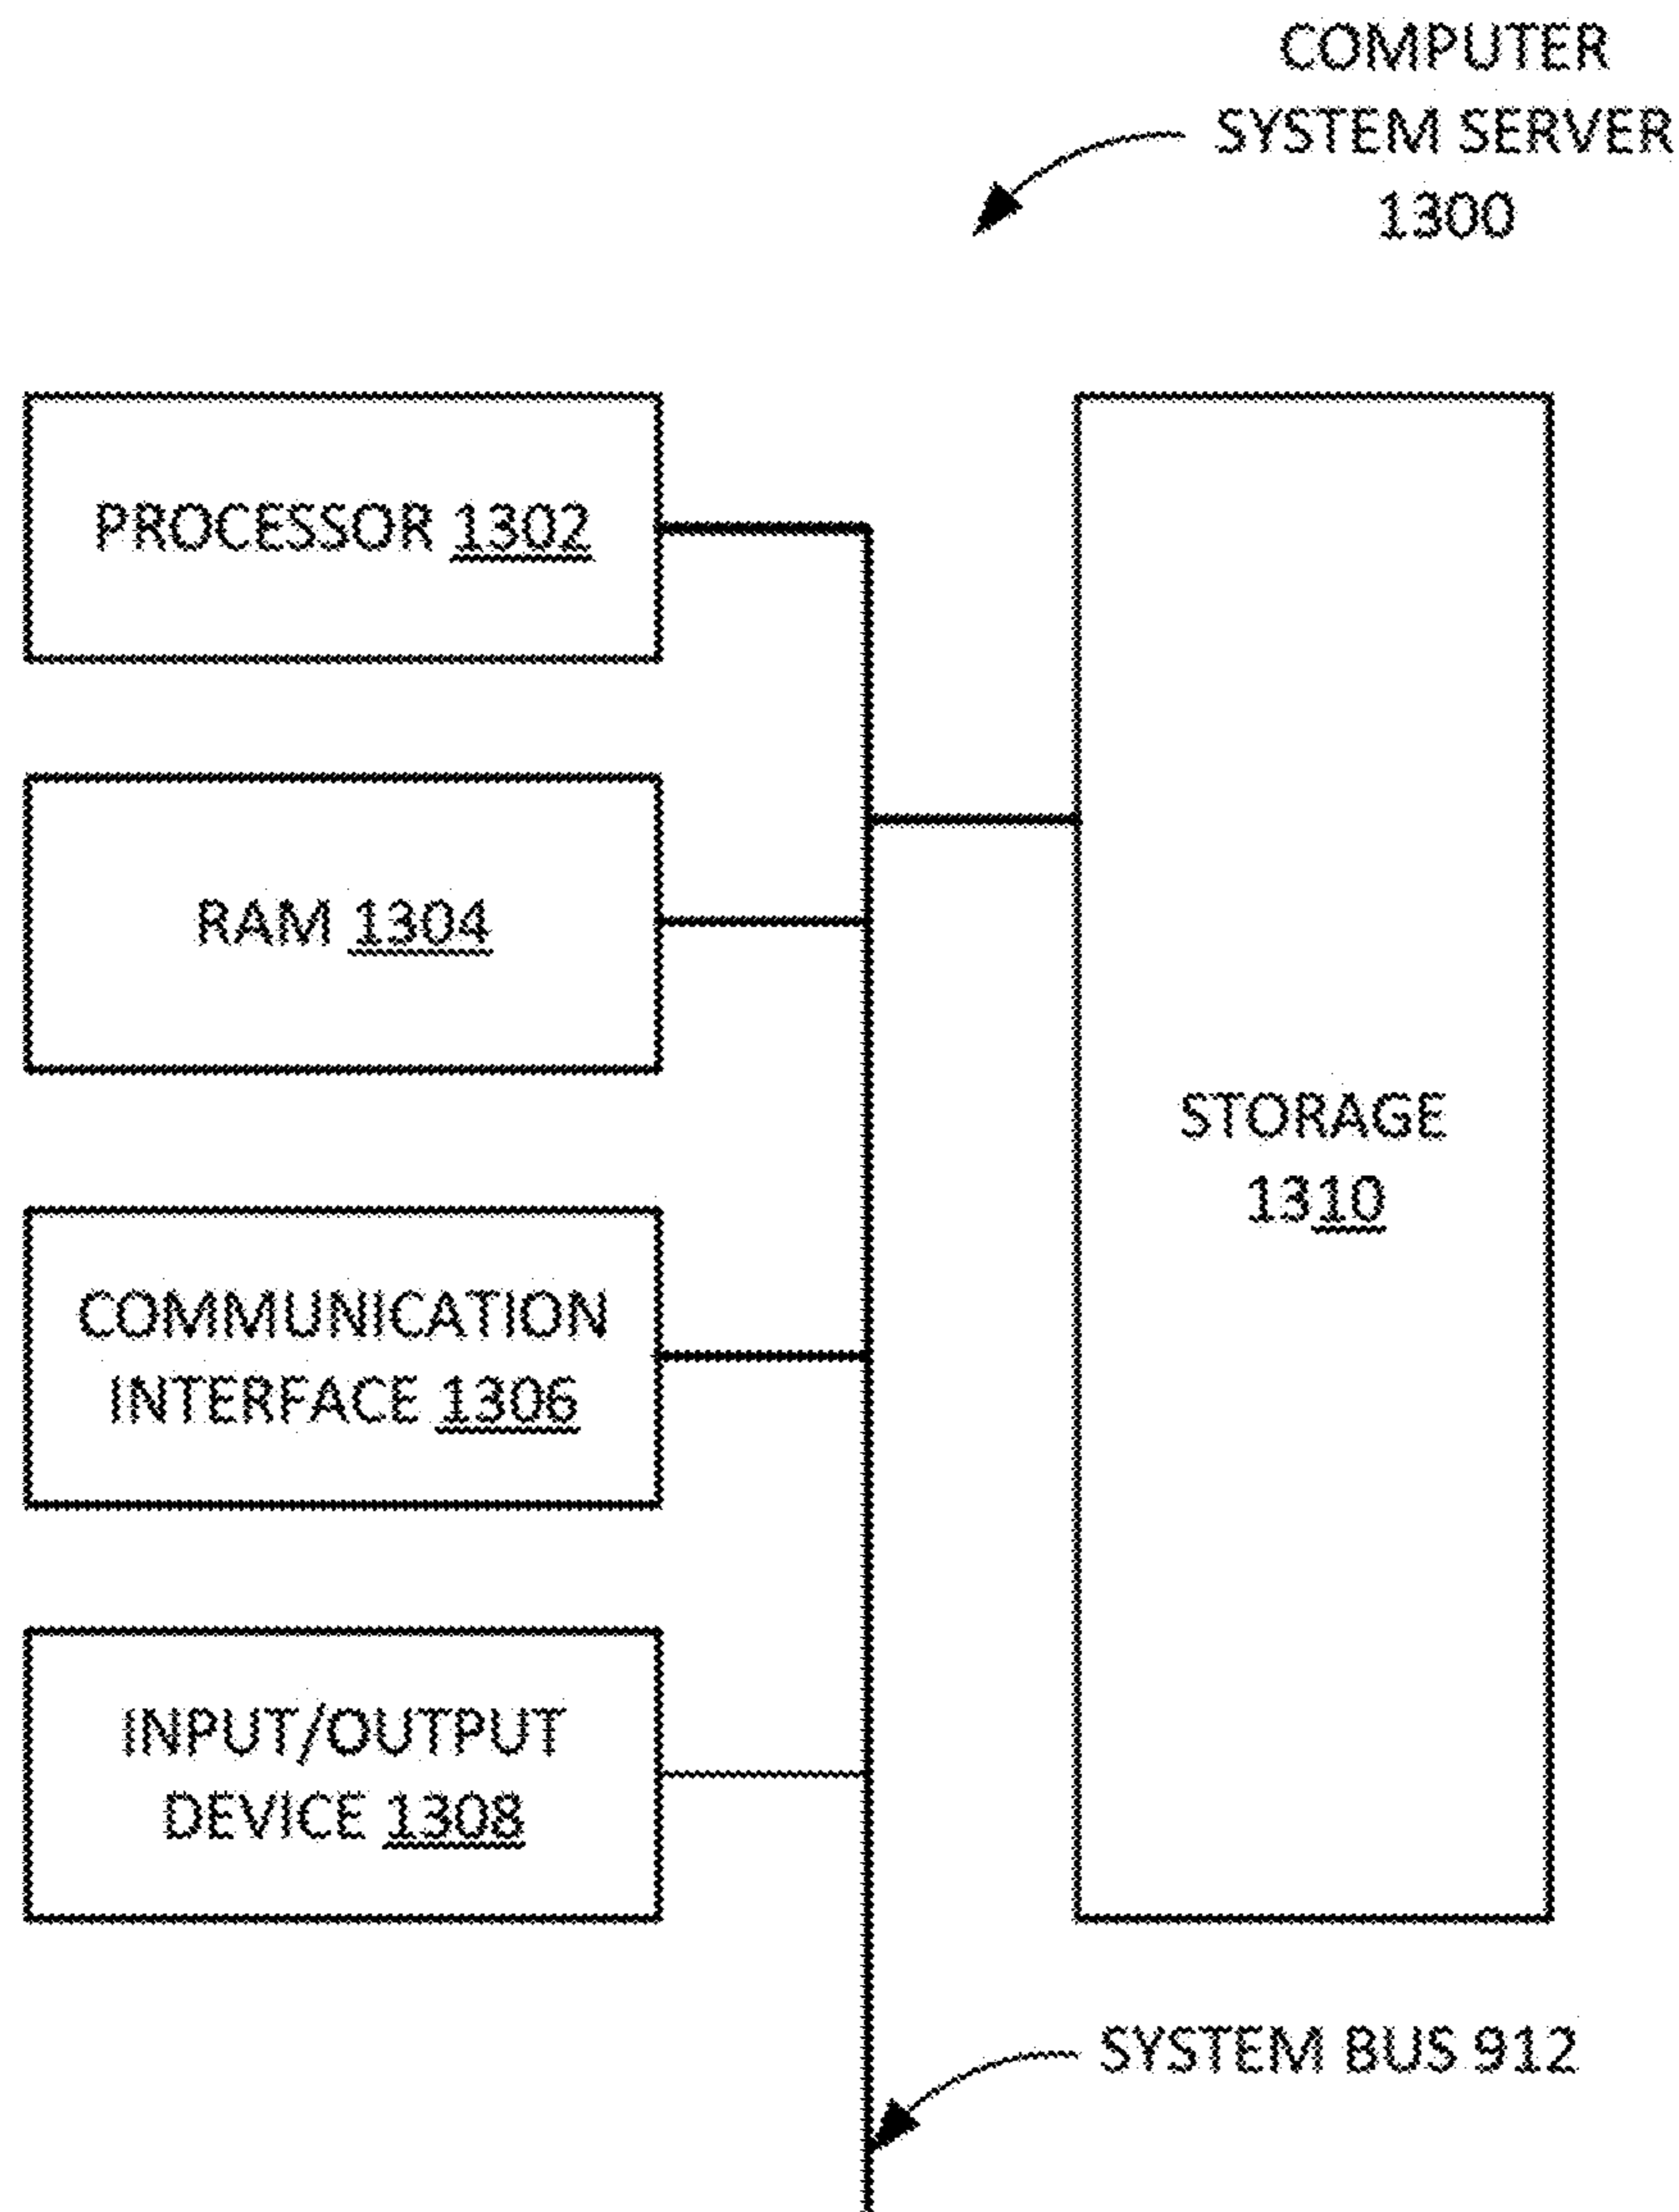 COMPUTER
SYSTEM SERVER
1300
PROCESSOR 1302
RAM 1304
STORAGE
1310
COMMUNICATION
INTERFACE 1306
INPUT/OUTPUT
DEVICE 1308
SYSTEM BUS 912